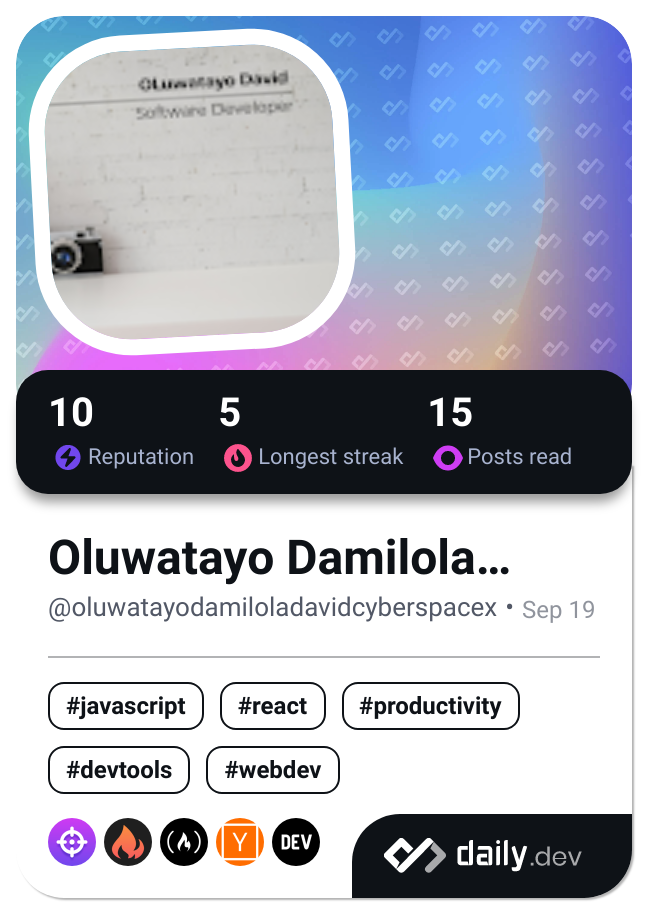 OLuwatayo David
Software Developer
10 5 15
Reputation Longest streak Posts read
Oluwatayo Damilola...
@oluwatayodamiloladavidcyberspacex • Sep 19
#javascript #react #productivity
#devtools #webdev
Y DEV
daily.dev